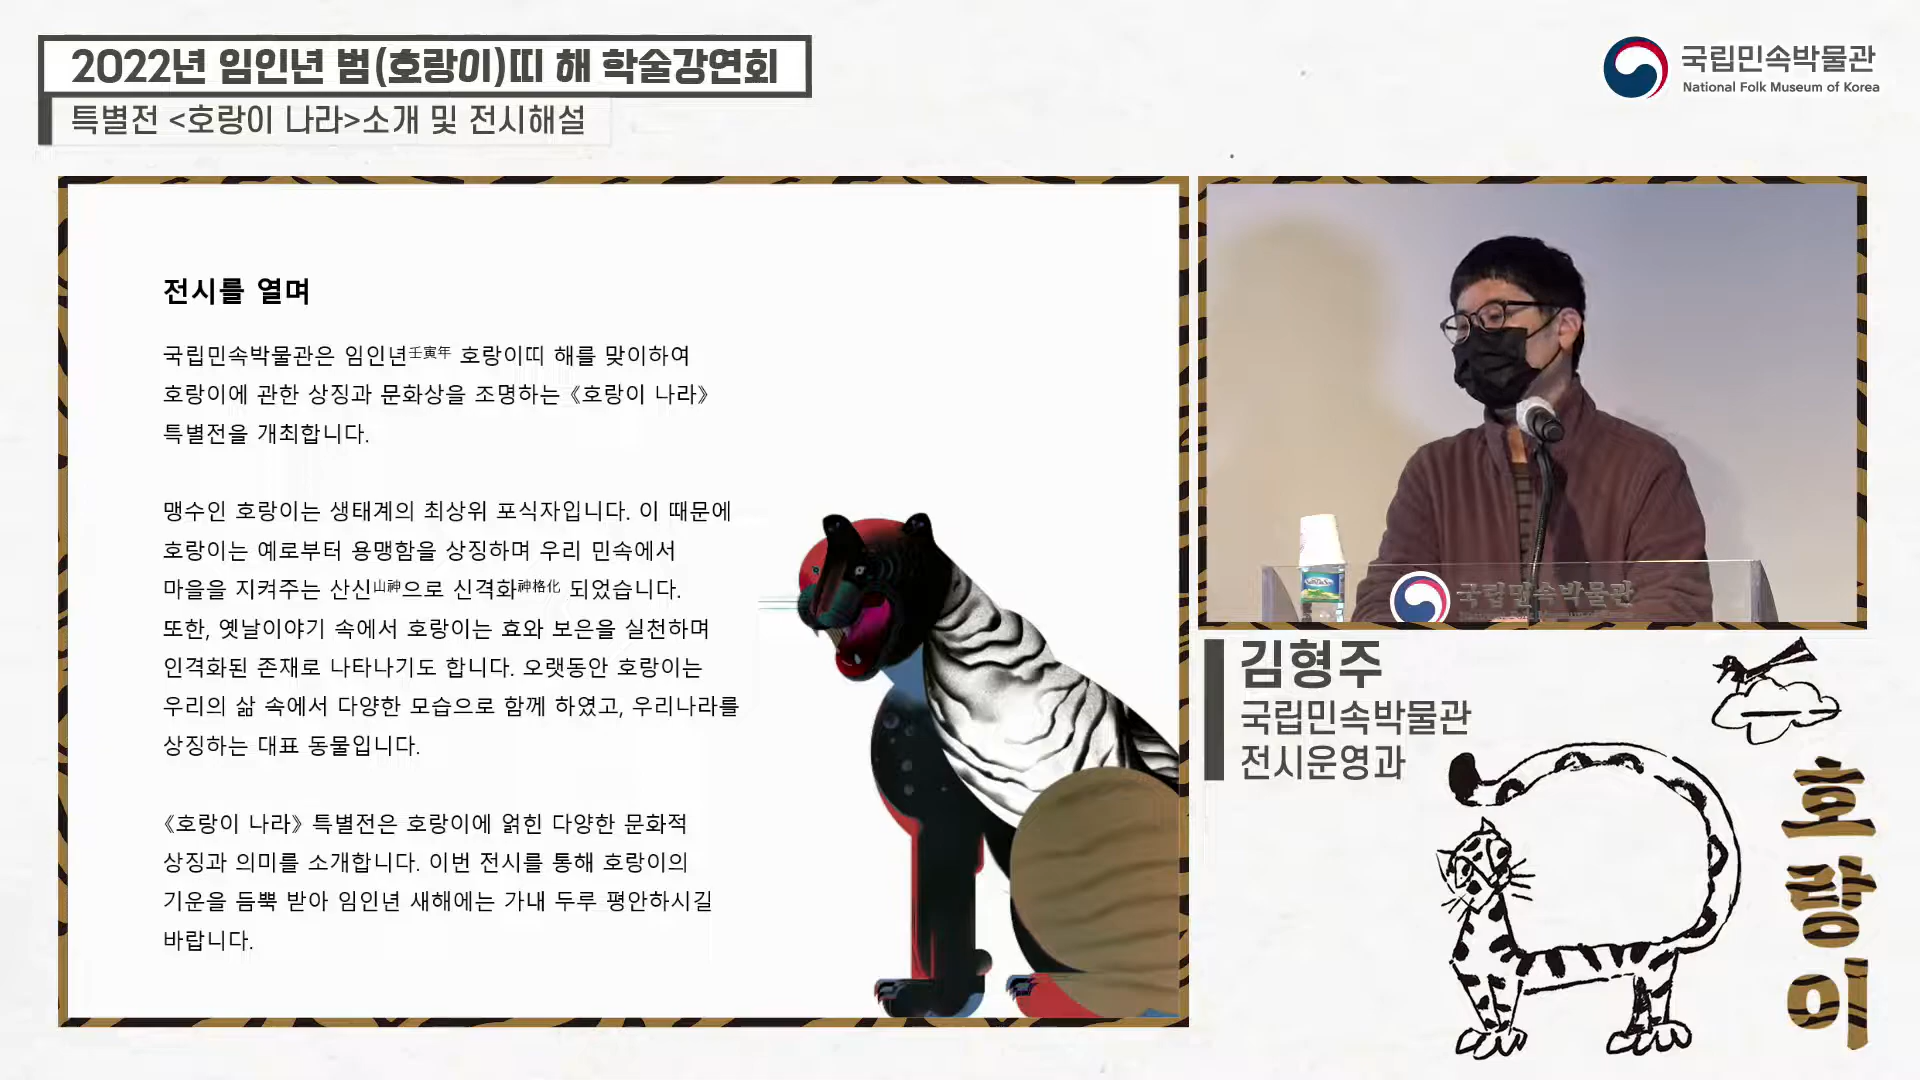 2022년 임인년 범(호랑이)띠 해 학술강연회
특별전 <호랑이 나라>소개 및 전시해설
국립민속박물관
National Folk Museum of Korea
전시를 열며
국립민속박물관은 임인년壬寅年 호랑이띠 해를 맞이하여
호랑이에 관한 상징과 문화상을 조명하는《호랑이 나라》
특별전을 개최합니다.
맹수인 호랑이는 생태계의 최상위 포식자입니다. 이 때문에
호랑이는 예로부터 용맹함을 상징하며 우리 민속에서
마을을 지켜주는 산신山神으로 신격화神格化 되었습니다.
또한, 옛날이야기 속에서 호랑이는 효와 보은을 실천하며
인격화된 존재로 나타나기도 합니다. 오랫동안 호랑이는
우리의 삶 속에서 다양한 모습으로 함께 하였고, 우리나라를
상징하는 대표 동물입니다.
《호랑이 나라》 특별전은 호랑이에 얽힌 다양한 문화적
상징과 의미를 소개합니다. 이번 전시를 통해 호랑이의
기운을 듬뿍 받아 임인년 새해에는 가내 두루 평안하시길
바랍니다.
국립민속박물관
김형주
국립민속박물관
전시운영과
호
랑
이